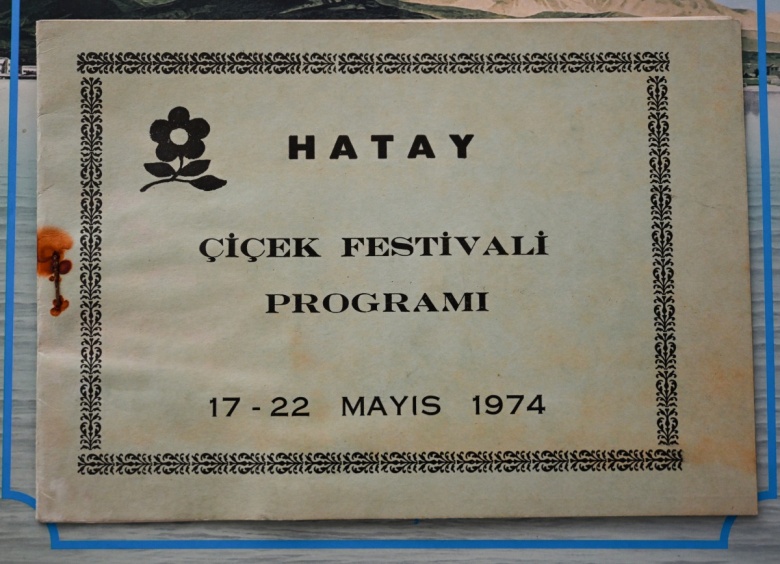 HATAY
ÇİÇEK FESTİVALİ
PROGRAMI
17 - 22 MAYIS 1974